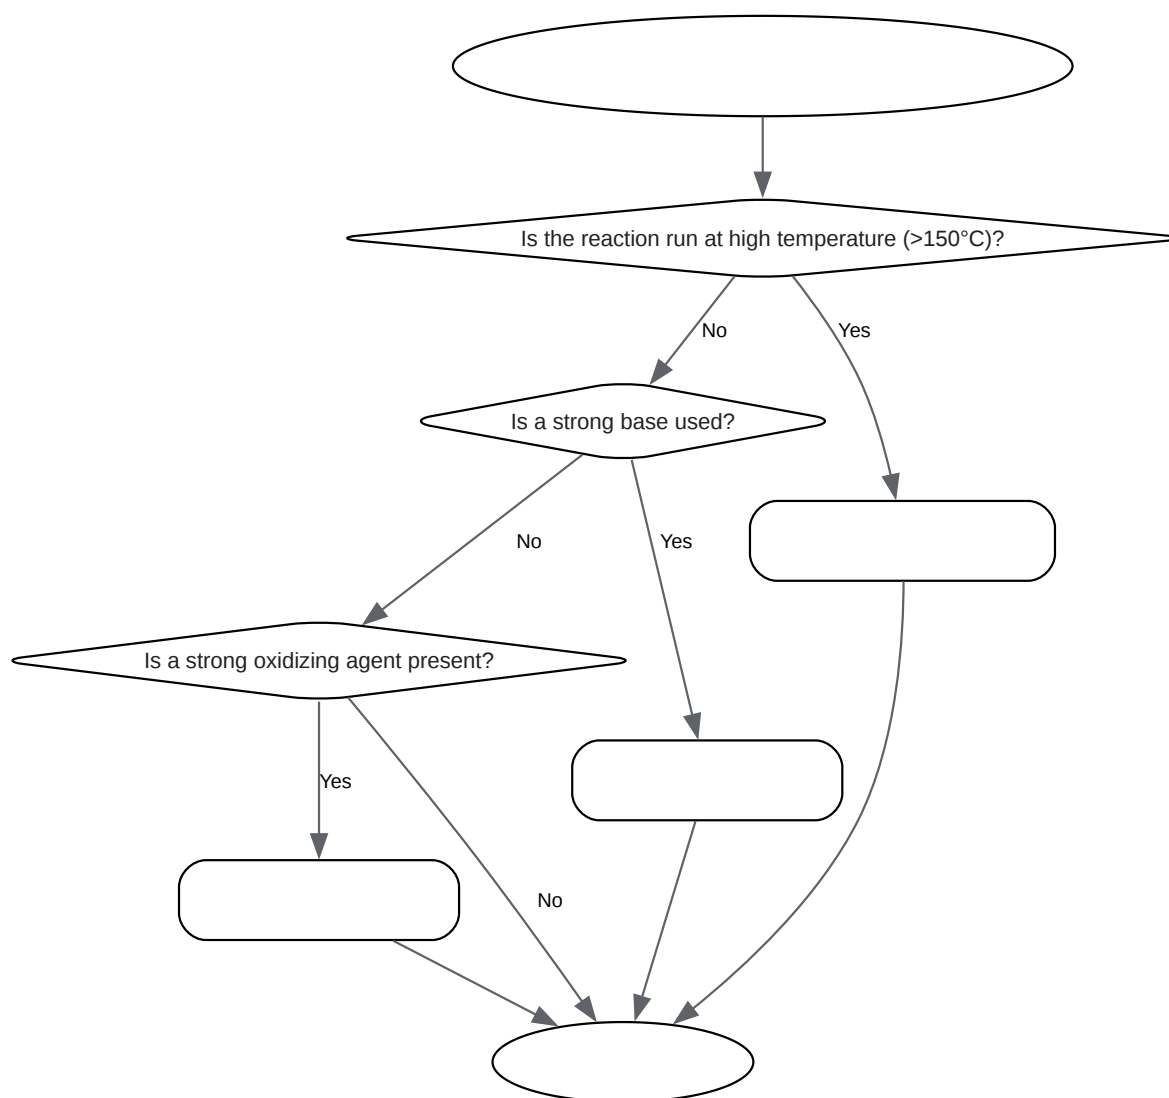 Is the reaction run at high temperature (>150°C)?
No
Yes
Is a strong base used?
No
Yes
Is a strong oxidizing agent present?
Yes
No